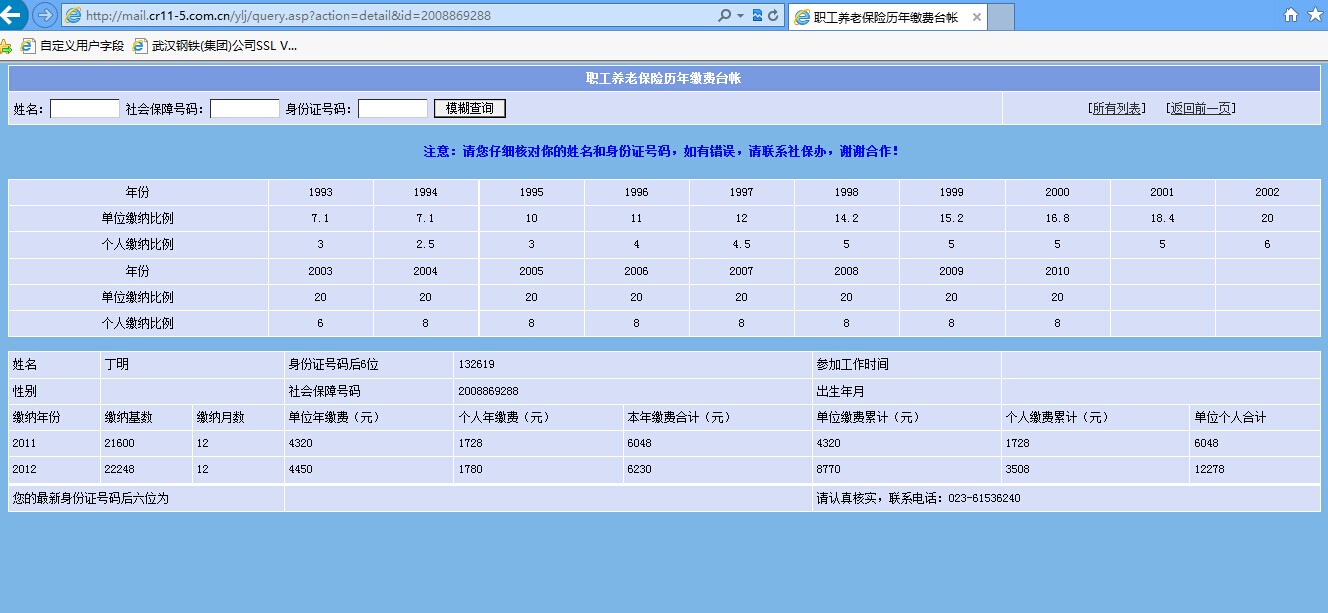 http://mail.cr11-5.com.cn/ylj/query.asp?action=detail&id=2008869288 职工养老保险历年缴费台帐
自定义用户字段 武汉钢铁(集团)公司SSL V...
职工养老保险历年缴费台帐
姓名： 社会保障号码： 身份证号码： 模糊查询 [所有列表] [返回前一页]
注意：请您仔细核对你的姓名和身份证号码，如有错误，请联系社保办，谢谢合作！
年份 1993 1994 1995 1996 1997 1998 1999 2000 2001 2002
单位缴纳比例 7.1 7.1 10 11 12 14.2 15.2 16.8 18.4 20
个人缴纳比例 3 2.5 3 4 4.5 5 5 5 5 6
年份 2003 2004 2005 2006 2007 2008 2009 2010
单位缴纳比例 20 20 20 20 20 20 20 20
个人缴纳比例 6 8 8 8 8 8 8 8
姓名 丁明 身份证号码后6位 132619 参加工作时间
性别 社会保障号码 2008869288 出生年月
缴纳年份 缴纳基数 缴纳月数 单位年缴费（元） 个人年缴费（元） 本年缴费合计（元） 单位缴费累计（元） 个人缴费累计（元） 单位个人合计
2011 21600 12 4320 1728 6048 4320 1728 6048
2012 22248 12 4450 1780 6230 8770 3508 12278
您的最新身份证号码后六位为 请认真核实，联系电话：023-61536240